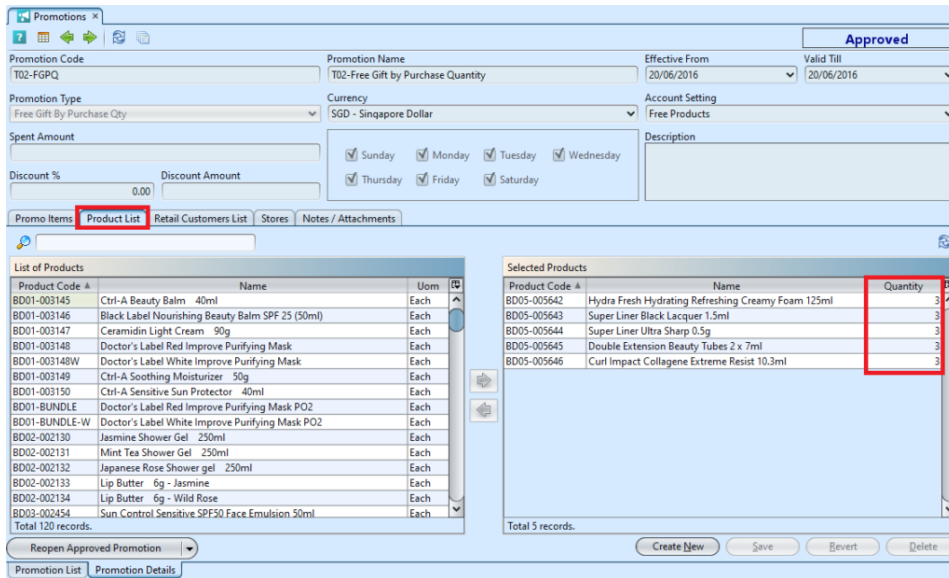 Promotions
Approved
Promotion Code Promotion Name Effective From Valid Till
T02-FGPQ T02-Free Gift by Purchase Quantity 20/06/2016 20/06/2016
Promotion Type Currency Account Setting
Free Gift By Purchase Qty SGD - Singapore Dollar Free Products
Spent Amount Description
Sunday Monday Tuesday Wednesday
Discount % Discount Amount Thursday Friday Saturday
0.00
Promo Items Product List Retail Customers List Stores Notes / Attachments
List of Products Selected Products
Product Code Name Uom Product Code Name Quantity
BD01-003145 Ctrl-A Beauty Balm 40ml Each BD05-005642 Hydra Fresh Hydrating Refreshing Creamy Foam 125ml 3
BD01-003146 Black Label Nourishing Beauty Balm SPF 25 (50ml) Each BD05-005643 Super Liner Black Lacquer 1.5ml 3
BD01-003147 Ceramidin Light Cream 90g Each BD05-005644 Super Liner Ultra Sharp 0.5g 3
BD01-003148 Doctor's Label Red Improve Purifying Mask Each BD05-005645 Double Extension Beauty Tubes 2 x 7ml 3
BD01-003148W Doctor's Label White Improve Purifying Mask Each BD05-005646 Curl Impact Collagene Extreme Resist 10.3ml 3
BD01-003149 Ctrl-A Soothing Moisturizer 50g Each
BD01-003150 Ctrl-A Sensitive Sun Protector 40ml Each
BD01-BUNDLE Doctor's Label Red Improve Purifying Mask PO2 Each
BD01-BUNDLE-W Doctor's Label White Improve Purifying Mask PO2 Each
BD02-002130 Jasmine Shower Gel 250ml Each
BD02-002131 Mint Tea Shower Gel 250ml Each
BD02-002132 Japanese Rose Shower gel 250ml Each
BD02-002133 Lip Butter 6g - Jasmine Each
BD02-002134 Lip Butter 6g - Wild Rose Each
BD03-002454 Sun Control Sensitive SPF50 Face Emulsion 50ml Each
Total 120 records. Total 5 records.
Reopen Approved Promotion Create New Save Revert Delete
Promotion List Promotion Details